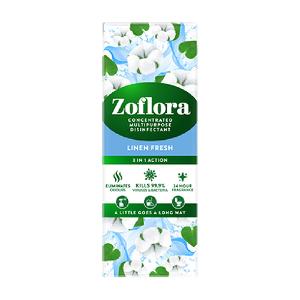 Zoflora
CONCENTRATED
MULTIPURPOSE
DISINFECTANT
LINEN FRESH
3 IN 1 ACTION
ELIMINATES
ODOURS
KILLS 99.9%
VIRUSES & BACTERIA
24 HOUR
FRAGRANCE
A LITTLE GOES A LONG WAY